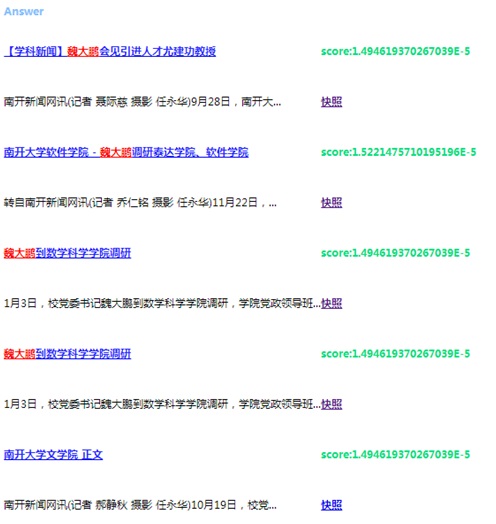 Answer
【学科新闻】魏大鹏会见引进人才尤建功教授 score:1.494619370267039E-5
南开新闻网讯(记者 聂际慈 摄影 任永华)9月28日，南开大... 快照
南开大学软件学院 - 魏大鹏调研泰达学院、软件学院 score:1.5221475710195196E-5
转自南开新闻网讯(记者 乔仁铭 摄影 任永华)11月22日，... 快照
魏大鹏到数学科学学院调研 score:1.494619370267039E-5
1月3日，校党委书记魏大鹏到数学科学学院调研，学院党政领导班... 快照
魏大鹏到数学科学学院调研 score:1.494619370267039E-5
1月3日，校党委书记魏大鹏到数学科学学院调研，学院党政领导班... 快照
南开大学文学院 正文 score:1.494619370267039E-5
南开新闻网讯(记者 郝静秋 摄影 任永华)10月19日，校党... 快照